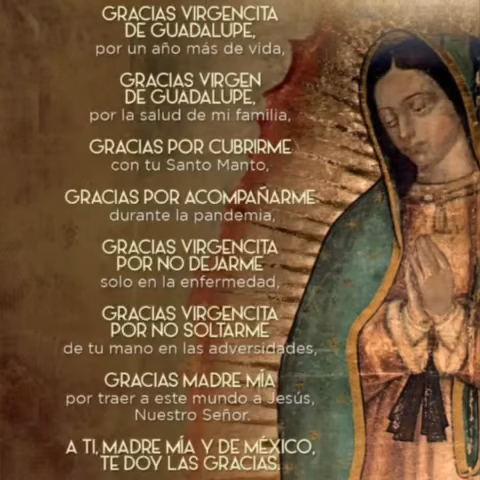 GRACIAS VIRGENCITA
DE GUADALUPE,
por un año más de vida,
GRACIAS VIRGEN
DE GUADALUPE,
por la salud de mi familia,
GRACIAS POR CUBRIRME
con tu Santo Manto,
GRACIAS POR ACOMPAÑARME
durante la pandemia,
GRACIAS VIRGENCITA
POR NO DEJARME
solo en la enfermedad,
GRACIAS VIRGENCITA
POR NO SOLTARME
de tu mano en las adversidades,
GRACIAS MADRE MÍA
por traer a este mundo a Jesús,
Nuestro Señor.
A TI, MADRE MÍA Y DE MÉXICO,
TE DOY LAS GRACIAS...